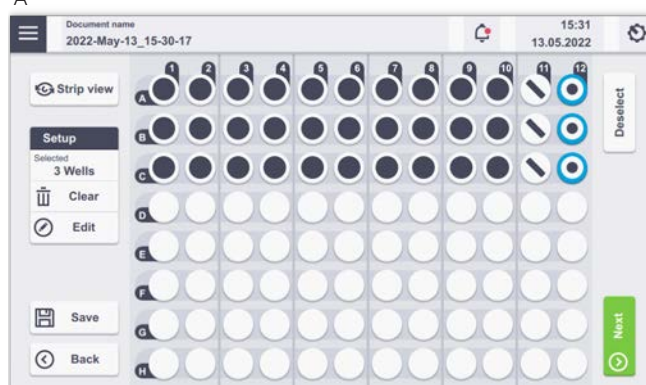 A
Document name
2022-May-13_15-30-17
15:31
13.05.2022
Strip view
1 2 3 4 5 6 7 8 9 10 11 12
A
Deselect
B
Setup
Selected
3 Wells
C
Clear
D
Edit
E
F
Save
G
Next
Back
H